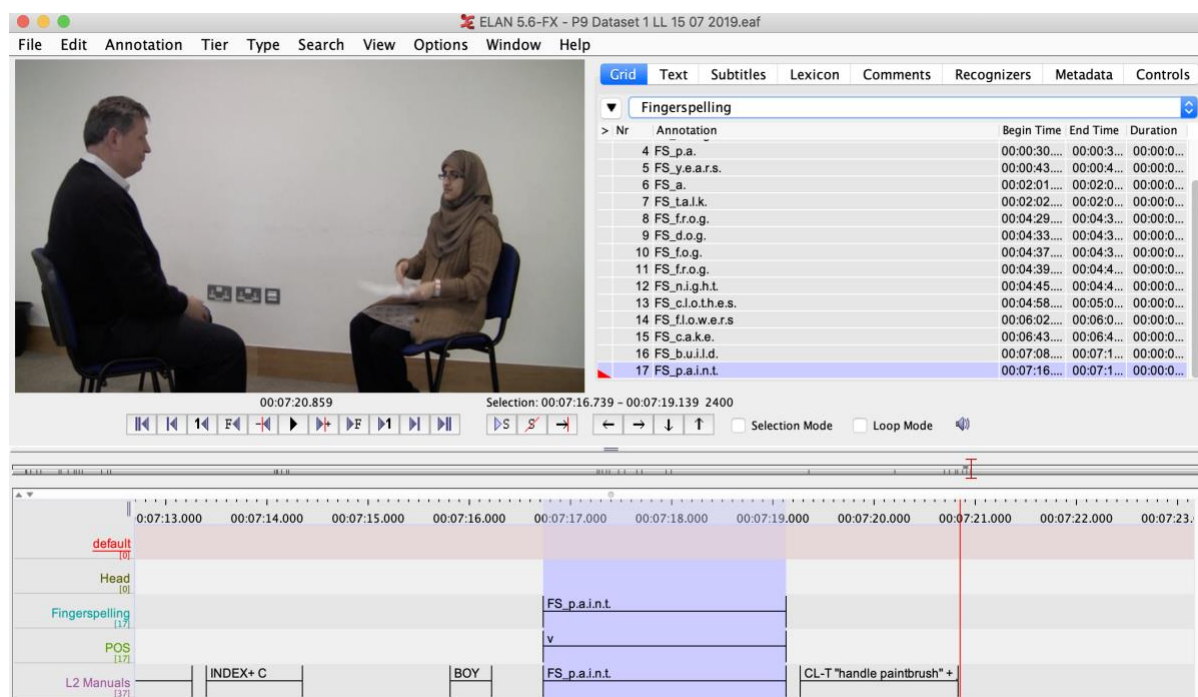 ELAN 5.6-FX - P9 Dataset 1 LL 15 07 2019.eaf
File Edit Annotation Tier Type Search View Options Window Help
Grid Text Subtitles Lexicon Comments Recognizers Metadata Controls
Fingerspelling
> Nr Annotation Begin Time End Time Duration
4 FS_p.a. 00:00:30.... 00:00:3... 00:00:0...
5 FS_y.e.a.r.s. 00:00:43.... 00:00:4... 00:00:0...
6 FS_a. 00:02:01.... 00:02:0... 00:00:0...
7 FS_t.a.l.k. 00:02:02.... 00:02:0... 00:00:0...
8 FS_f.r.o.g. 00:04:29.... 00:04:3... 00:00:0...
9 FS_d.o.g. 00:04:33.... 00:04:3... 00:00:0...
10 FS_f.o.g. 00:04:37.... 00:04:3... 00:00:0...
11 FS_f.r.o.g. 00:04:39.... 00:04:4... 00:00:0...
12 FS_n.i.g.h.t. 00:04:45.... 00:04:4... 00:00:0...
13 FS_c.l.o.t.h.e.s. 00:04:58.... 00:05:0... 00:00:0...
14 FS_f.l.o.w.e.r.s 00:06:02.... 00:06:0... 00:00:0...
15 FS_c.a.k.e. 00:06:43.... 00:06:4... 00:00:0...
16 FS_b.u.i.l.d. 00:07:08.... 00:07:1... 00:00:0...
17 FS_p.a.i.n.t. 00:07:16.... 00:07:1... 00:00:0...
00:07:20.859 Selection: 00:07:16.739 - 00:07:19.139 2400
1 F F 1 S S Selection Mode Loop Mode
0:07:13.000 00:07:14.000 00:07:15.000 00:07:16.000 00:07:17.000 00:07:18.000 00:07:19.000 00:07:20.000 00:07:21.000 00:07:22.000 00:07:23.
default
[0]
Head
[0]
Fingerspelling FS_p.a.i.n.t.
[17]
POS v
[17]
L2 Manuals INDEX+ C BOY FS_p.a.i.n.t. CL-T "handle paintbrush" +
[37]